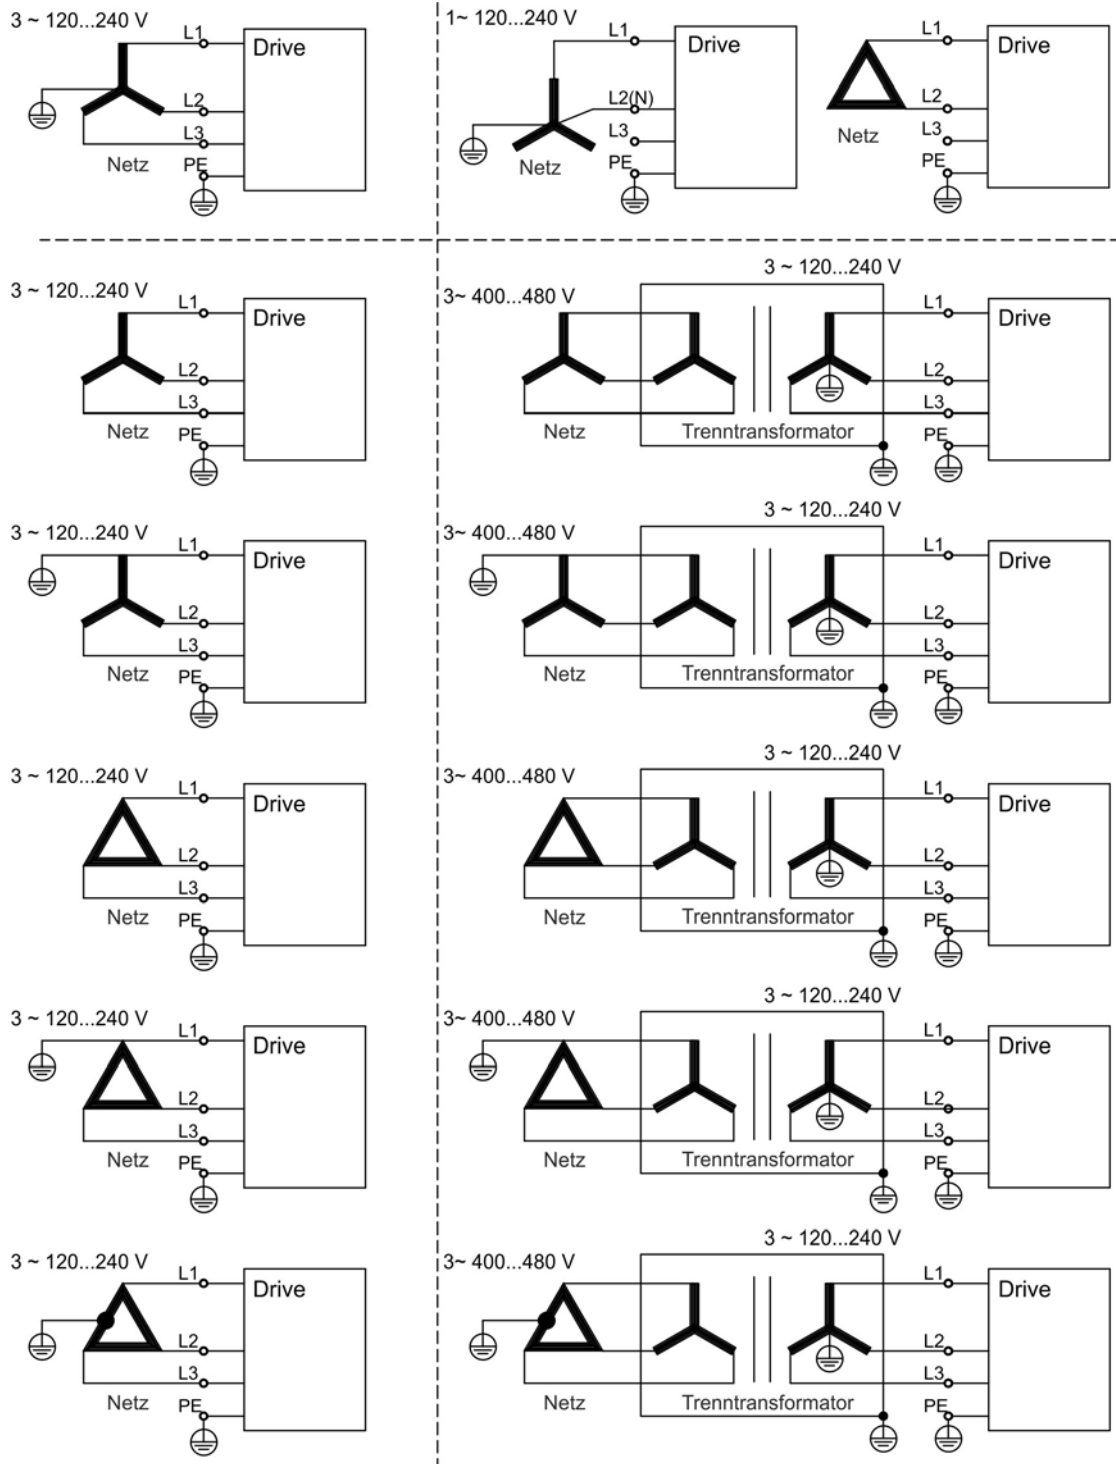 3 ~ 120...240 V
L1
Drive
L2
L3
Netz
PE
1~ 120...240 V
L1
Drive
L2(N)
L3
Netz
PE
L1
Drive
L2
L3
Netz
PE
3 ~ 120...240 V
L1
Drive
L2
L3
Netz
PE
3 ~ 120...240 V
3~ 400...480 V
L1
Drive
L2
L3
Netz
Trenntransformator
PE
3 ~ 120...240 V
L1
Drive
L2
L3
Netz
PE
3 ~ 120...240 V
3~ 400...480 V
L1
Drive
L2
L3
Netz
Trenntransformator
PE
3 ~ 120...240 V
L1
Drive
L2
L3
Netz
PE
3 ~ 120...240 V
3~ 400...480 V
L1
Drive
L2
L3
Netz
Trenntransformator
PE
3 ~ 120...240 V
L1
Drive
L2
L3
Netz
PE
3 ~ 120...240 V
3~ 400...480 V
L1
Drive
L2
L3
Netz
Trenntransformator
PE
3 ~ 120...240 V
L1
Drive
L2
L3
Netz
PE
3 ~ 120...240 V
3~ 400...480 V
L1
Drive
L2
L3
Netz
Trenntransformator
PE